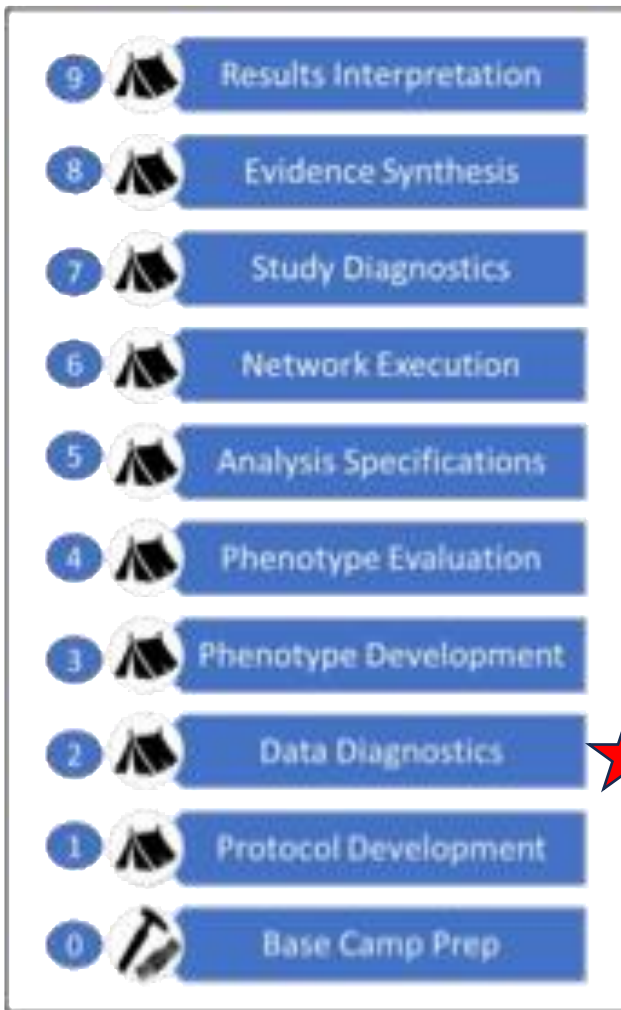 9 Results Interpretation
8 Evidence Synthesis
7 Study Diagnostics
6 Network Execution
5 Analysis Specifications
4 Phenotype Evaluation
3 Phenotype Development
2 Data Diagnostics
1 Protocol Development
0 Base Camp Prep